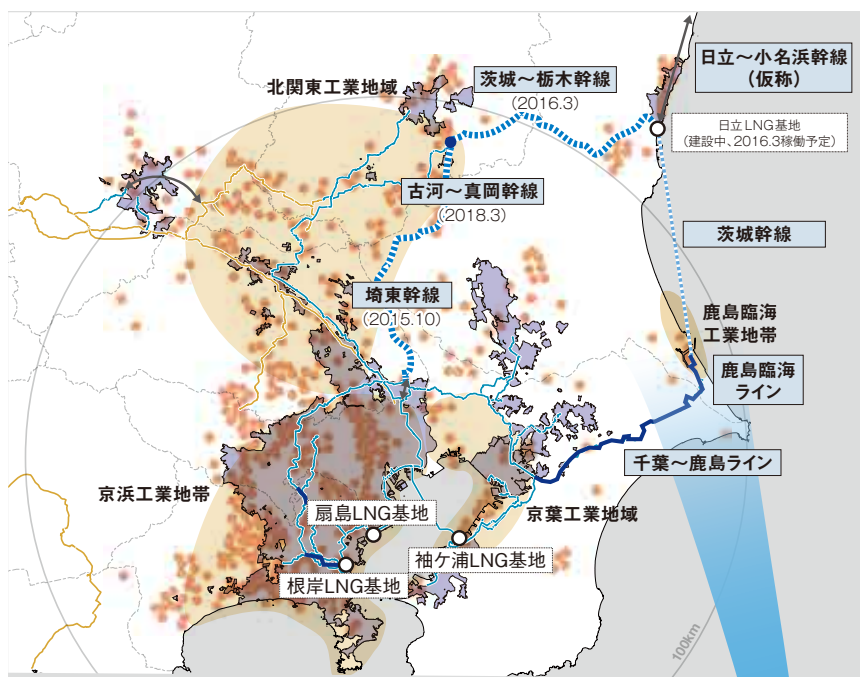 北関東工業地域
茨城〜栃木幹線
(2016.3)
日立〜小名浜幹線
(仮称)
日立LNG基地
(建設中、2016.3稼働予定)
古河〜真岡幹線
(2018.3)
茨城幹線
埼東幹線
(2015.10)
鹿島臨海
工業地帯
鹿島臨海
ライン
千葉〜鹿島ライン
京浜工業地帯
扇島LNG基地
京葉工業地域
袖ケ浦LNG基地
根岸LNG基地
100km